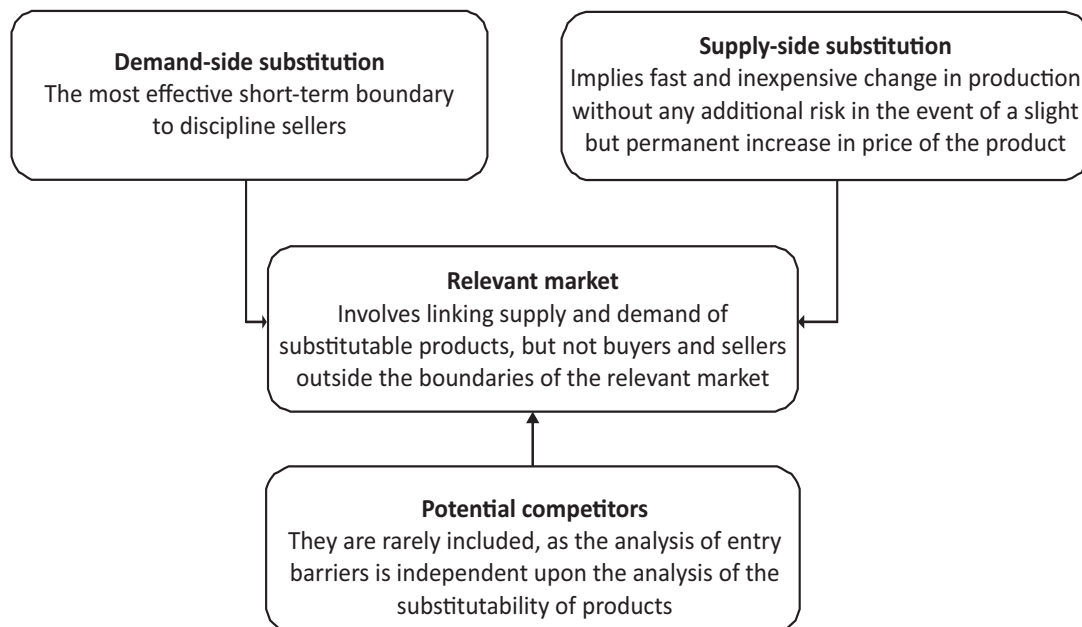 Demand-side substitution
The most effective short-term boundary
to discipline sellers
Supply-side substitution
Implies fast and inexpensive change in production
without any additional risk in the event of a slight
but permanent increase in price of the product
Relevant market
Involves linking supply and demand of
substitutable products, but not buyers and sellers
outside the boundaries of the relevant market
Potential competitors
They are rarely included, as the analysis of entry
barriers is independent upon the analysis of the
substitutability of products